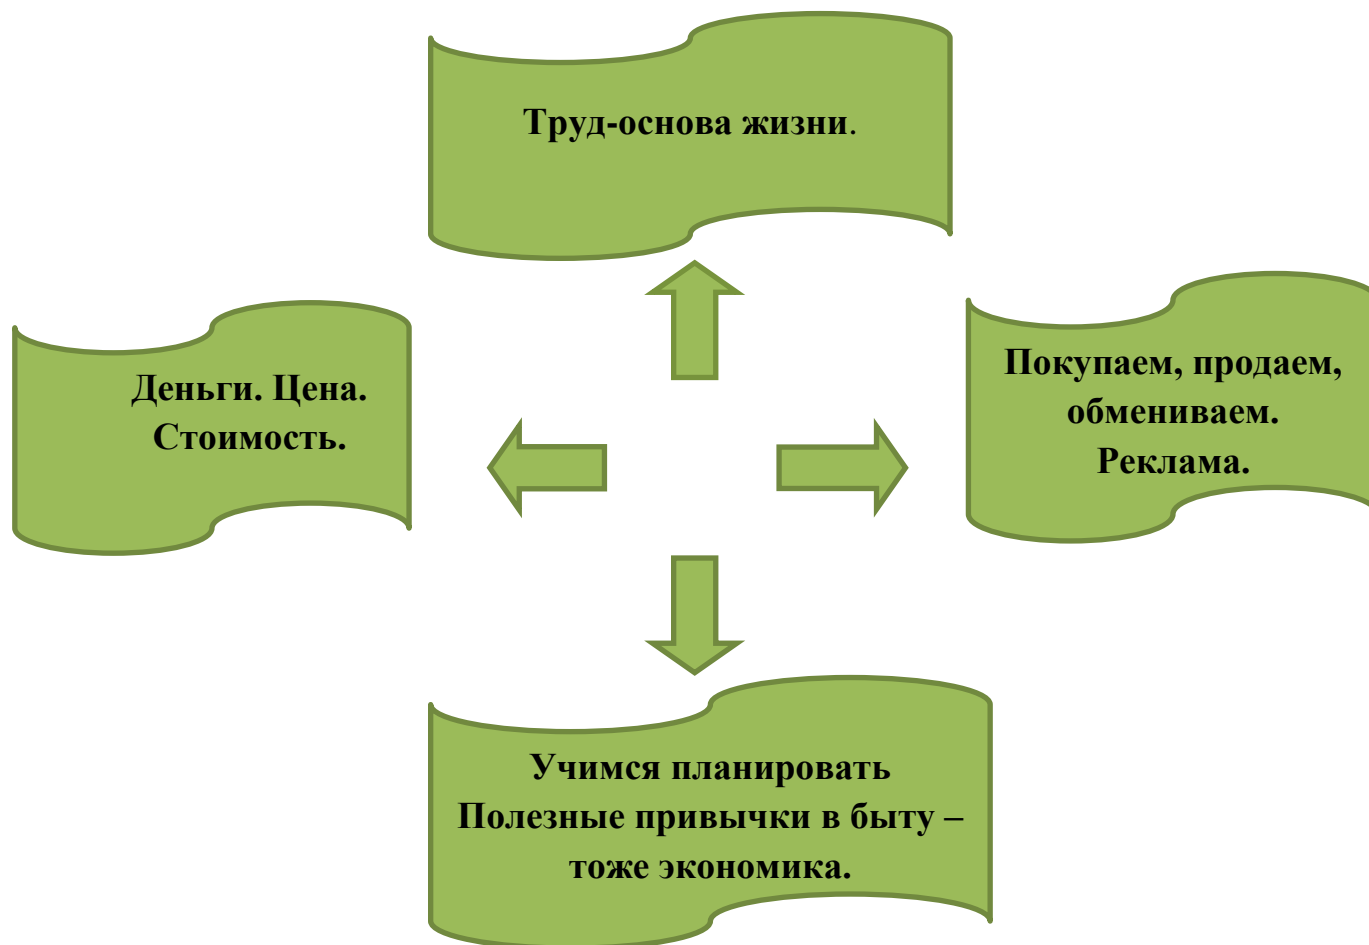 Труд-основа жизни.
Деньги. Цена.
Стоимость.
Покупаем, продаем,
обмениваем.
Реклама.
Учимся планировать
Полезные привычки в быту –
тоже экономика.